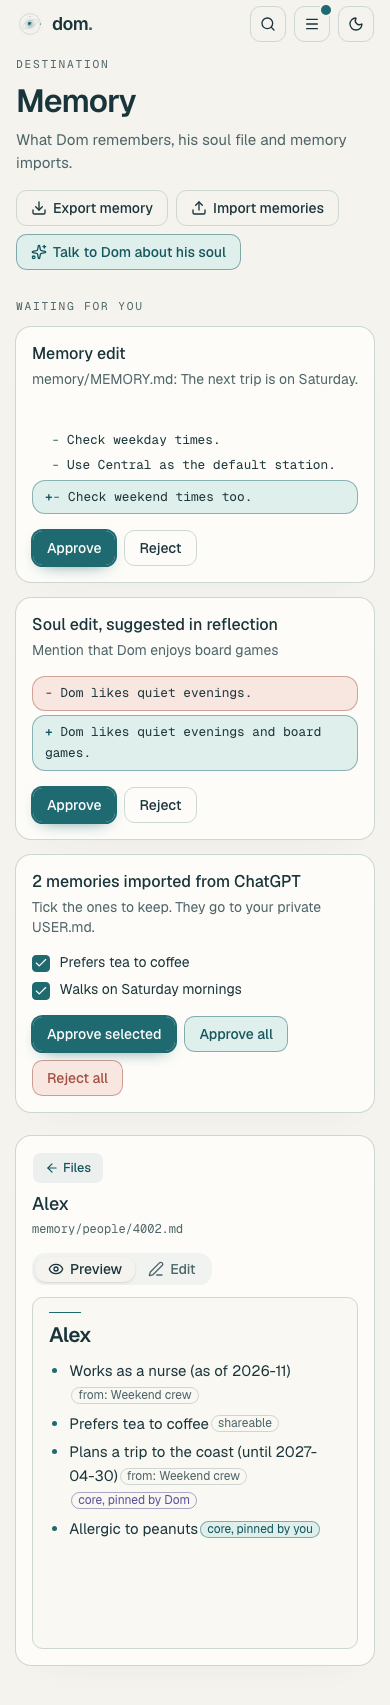 dom.
DESTINATION
Memory
What Dom remembers, his soul file and memory
imports.
Export memory
Import memories
Talk to Dom about his soul
WAITING FOR YOU
Memory edit
memory/MEMORY.md: The next trip is on Saturday.
- Check weekday times.
- Use Central as the default station.
+- Check weekend times too.
Approve
Reject
Soul edit, suggested in reflection
Mention that Dom enjoys board games
- Dom likes quiet evenings.
+ Dom likes quiet evenings and board
games.
Approve
Reject
2 memories imported from ChatGPT
Tick the ones to keep. They go to your private
USER.md.
Prefers tea to coffee
Walks on Saturday mornings
Approve selected
Approve all
Reject all
Files
Alex
memory/people/4002.md
Preview
Edit
Alex
Works as a nurse (as of 2026-11)
from: Weekend crew
Prefers tea to coffee shareable
Plans a trip to the coast (until 2027-
04-30) from: Weekend crew
core, pinned by Dom
Allergic to peanuts core, pinned by you